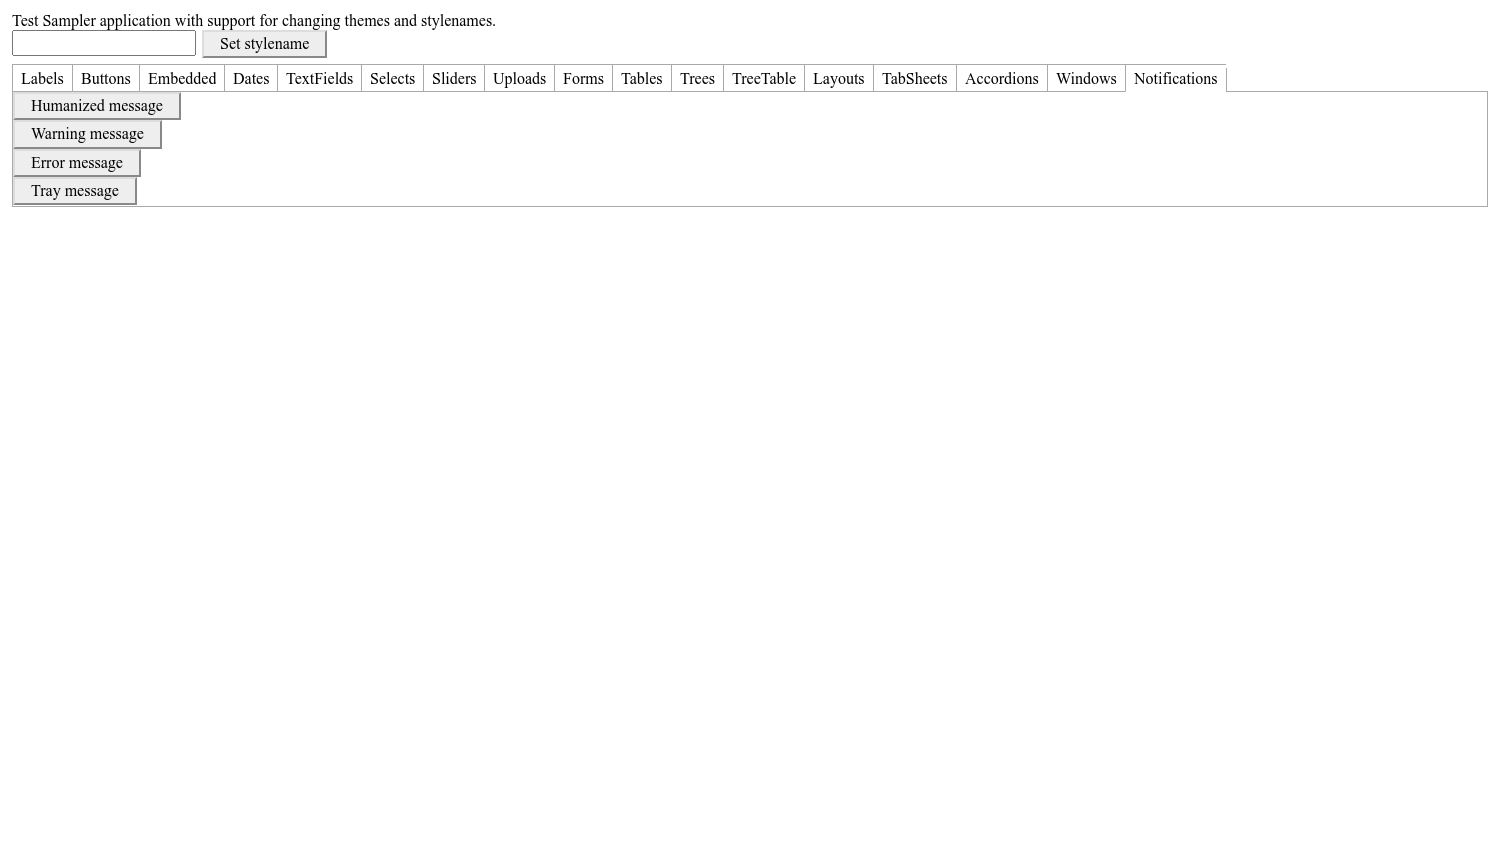 Test Sampler application with support for changing themes and stylenames.
Set stylename
Labels Buttons Embedded Dates TextFields Selects Sliders Uploads Forms Tables Trees TreeTable Layouts TabSheets Accordions Windows Notifications
Humanized message
Warning message
Error message
Tray message